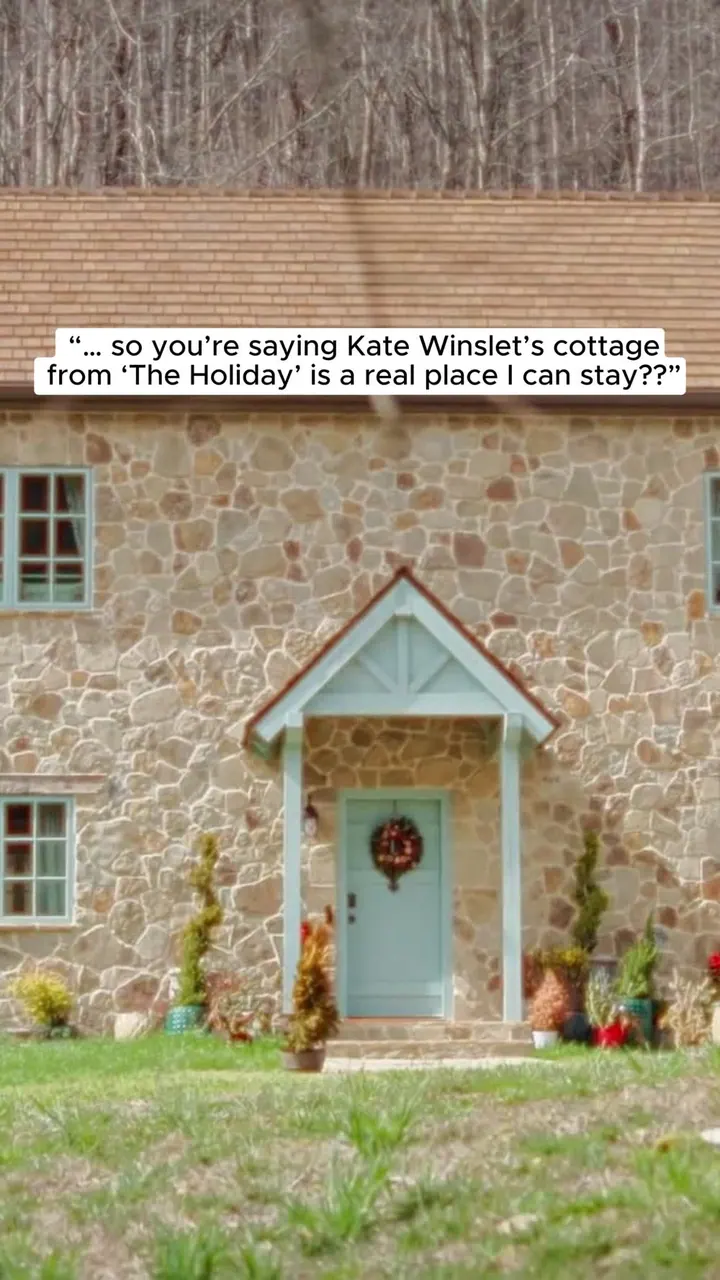 “... so you’re saying Kate Winslet’s cottage
from ‘The Holiday’ is a real place I can stay??”